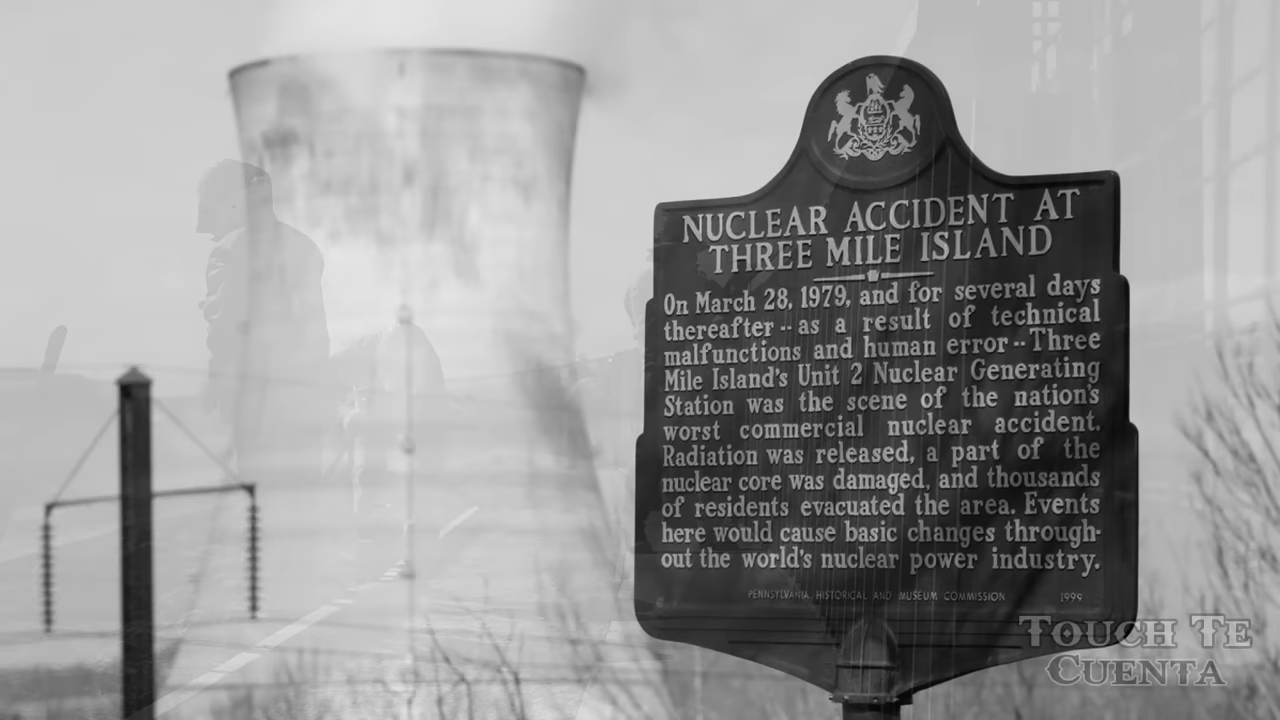 NUCLEAR ACCIDENT AT
THREE MILE ISLAND
On March 28, 1979, and for several days
thereafter -- as a result of technical
malfunctions and human error -- Three
Mile Island's Unit 2 Nuclear Generating
Station was the scene of the nation's
worst commercial nuclear accident.
Radiation was released, a part of the
nuclear core was damaged, and thousands
of residents evacuated the area. Events
here would cause basic changes through-
out the world's nuclear power industry.
PENNSYLVANIA HISTORICAL AND MUSEUM COMMISSION 1999
TOUCH TE
CUENTA